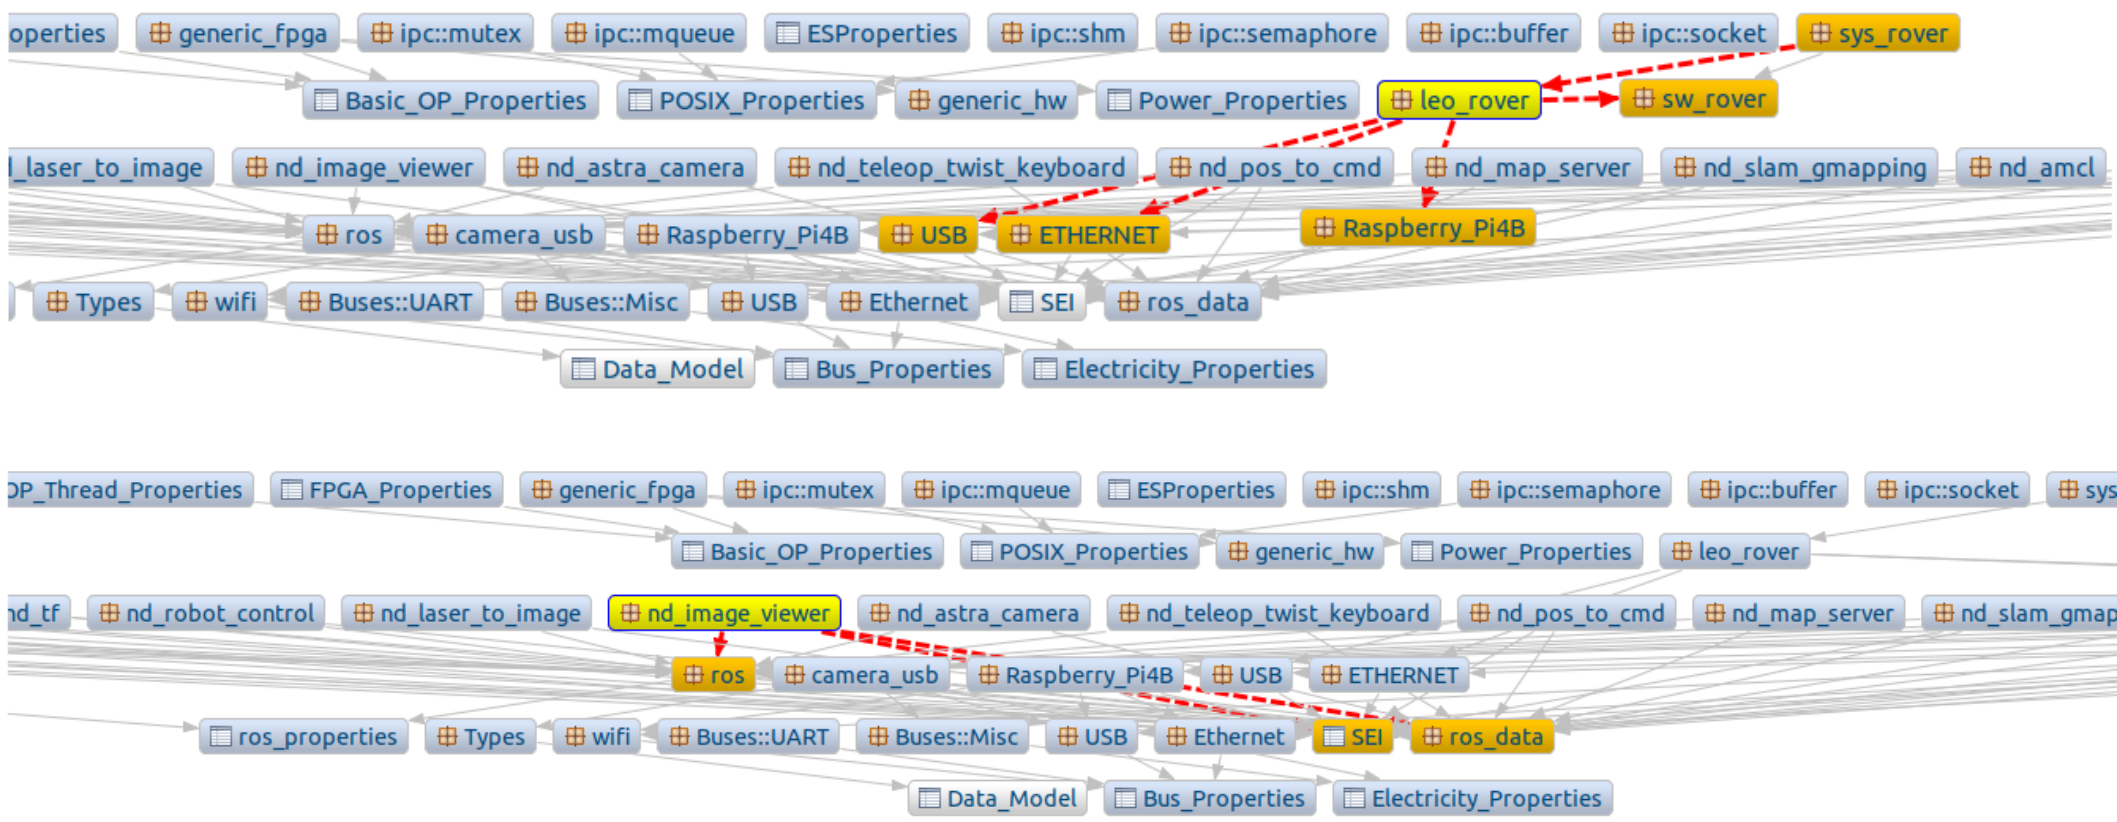 operties generic_fpga ipc::mutex ipc::mqueue ESProperties ipc::shm ipc::semaphore ipc::buffer ipc::socket sys_rover
Basic_OP_Properties POSIX_Properties generic_hw Power_Properties leo_rover sw_rover
l_laser_to_image nd_image_viewer nd_astra_camera nd_teleop_twist_keyboard nd_pos_to_cmd nd_map_server nd_slam_gmapping nd_amcl
ros camera_usb Raspberry_Pi4B USB ETHERNET Raspberry_Pi4B
Types wifi Buses::UART Buses::Misc USB Ethernet SEI ros_data
Data_Model Bus_Properties Electricity_Properties
OP_Thread_Properties FPGA_Properties generic_fpga ipc::mutex ipc::mqueue ESProperties ipc::shm ipc::semaphore ipc::buffer ipc::socket sys
Basic_OP_Properties POSIX_Properties generic_hw Power_Properties leo_rover
nd_tf nd_robot_control nd_laser_to_image nd_image_viewer nd_astra_camera nd_teleop_twist_keyboard nd_pos_to_cmd nd_map_server nd_slam_gmap
ros camera_usb Raspberry_Pi4B USB ETHERNET
ros_properties Types wifi Buses::UART Buses::Misc USB Ethernet SEI ros_data
Data_Model Bus_Properties Electricity_Properties